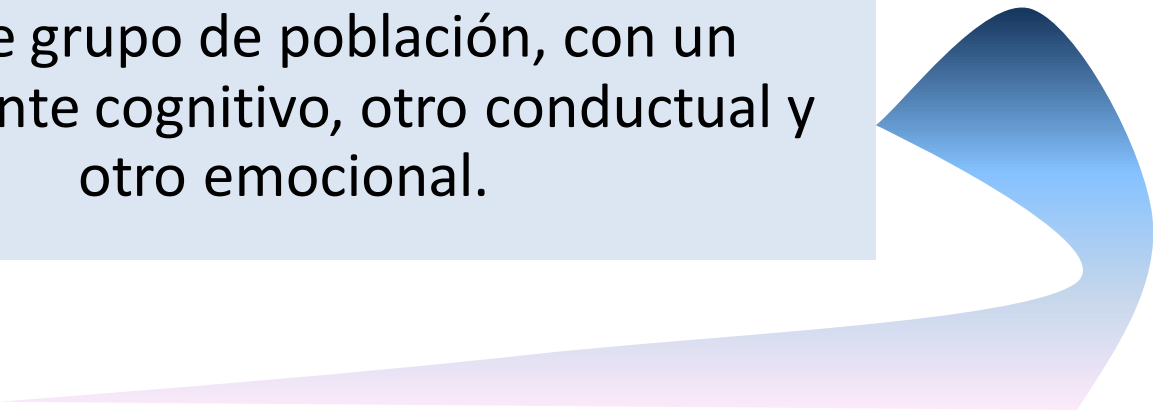 e grupo de población, con un
nte cognitivo, otro conductual y
otro emocional.